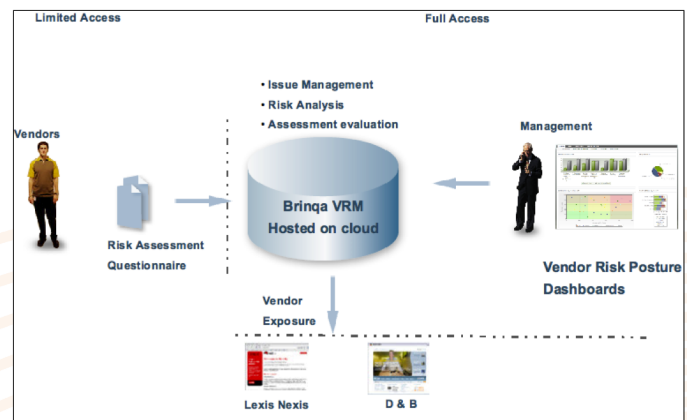 Limited Access
Full Access
• Issue Management
• Risk Analysis
• Assessment evaluation
Vendors
Management
Brinqa VRM
Hosted on cloud
Risk Assessment
Questionnaire
Vendor Risk Posture
Dashboards
Vendor
Exposure
Lexis Nexis
D & B